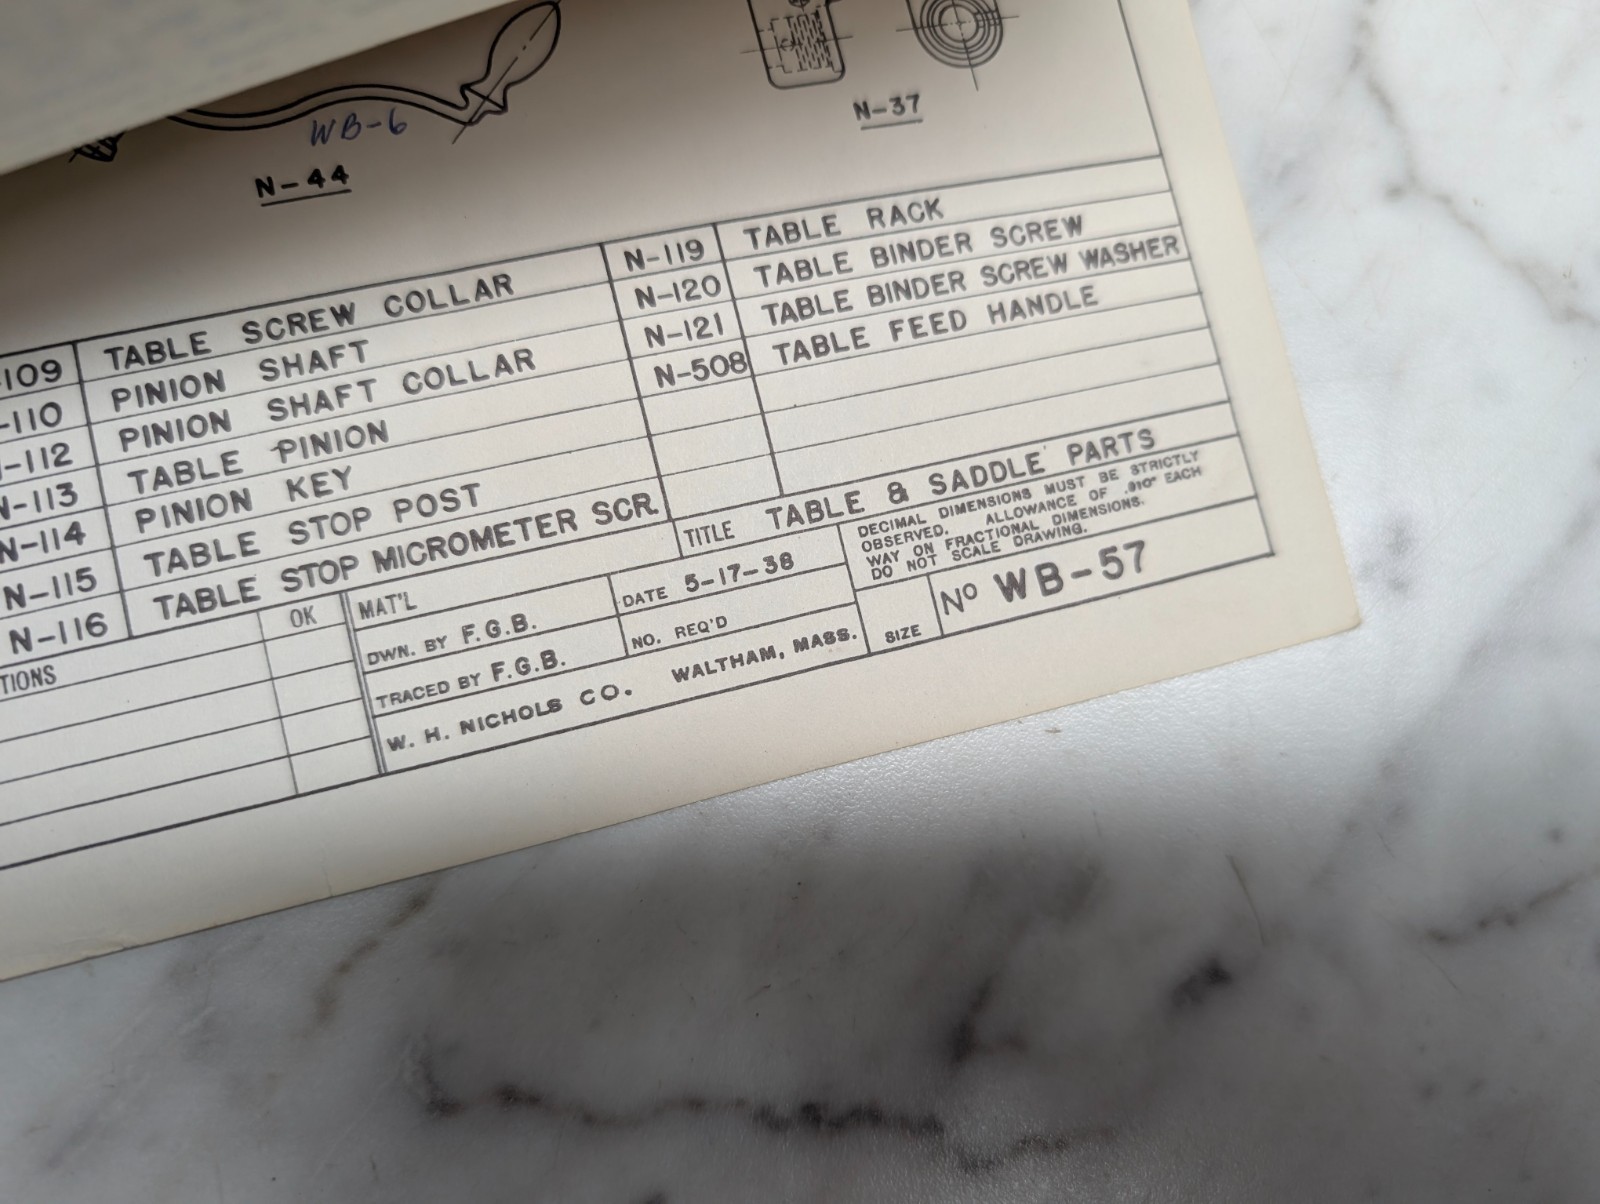 WB-6
N-44
N-37
-109 TABLE SCREW COLLAR
-110 PINION SHAFT
-112 PINION SHAFT COLLAR
N-113 TABLE PINION
N-114 PINION KEY
N-115 TABLE STOP POST
N-116 TABLE STOP MICROMETER SCR.
N-119 TABLE RACK
N-120 TABLE BINDER SCREW
N-121 TABLE BINDER SCREW WASHER
N-508 TABLE FEED HANDLE
TITLE TABLE & SADDLE PARTS
TIONS OK
MAT'L
DWN. BY F.G.B.
TRACED BY F.G.B.
DATE 5-17-38
NO. REQ'D
W. H. NICHOLS CO. WALTHAM, MASS.
DECIMAL DIMENSIONS MUST BE STRICTLY
OBSERVED. ALLOWANCE OF .010" EACH
WAY ON FRACTIONAL DIMENSIONS.
DO NOT SCALE DRAWING.
SIZE
No WB-57